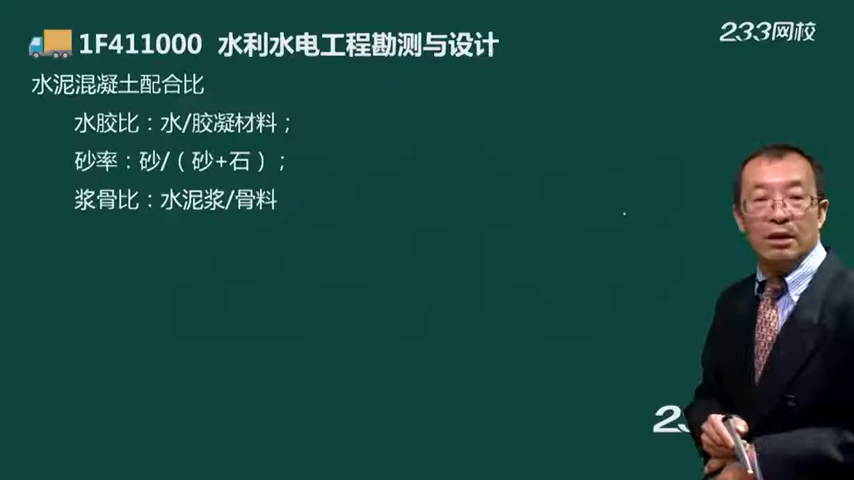 1F411000 水利水电工程勘测与设计
233网校
水泥混凝土配合比
水胶比：水/胶凝材料；
砂率：砂/（砂+石）；
浆骨比：水泥浆/骨料